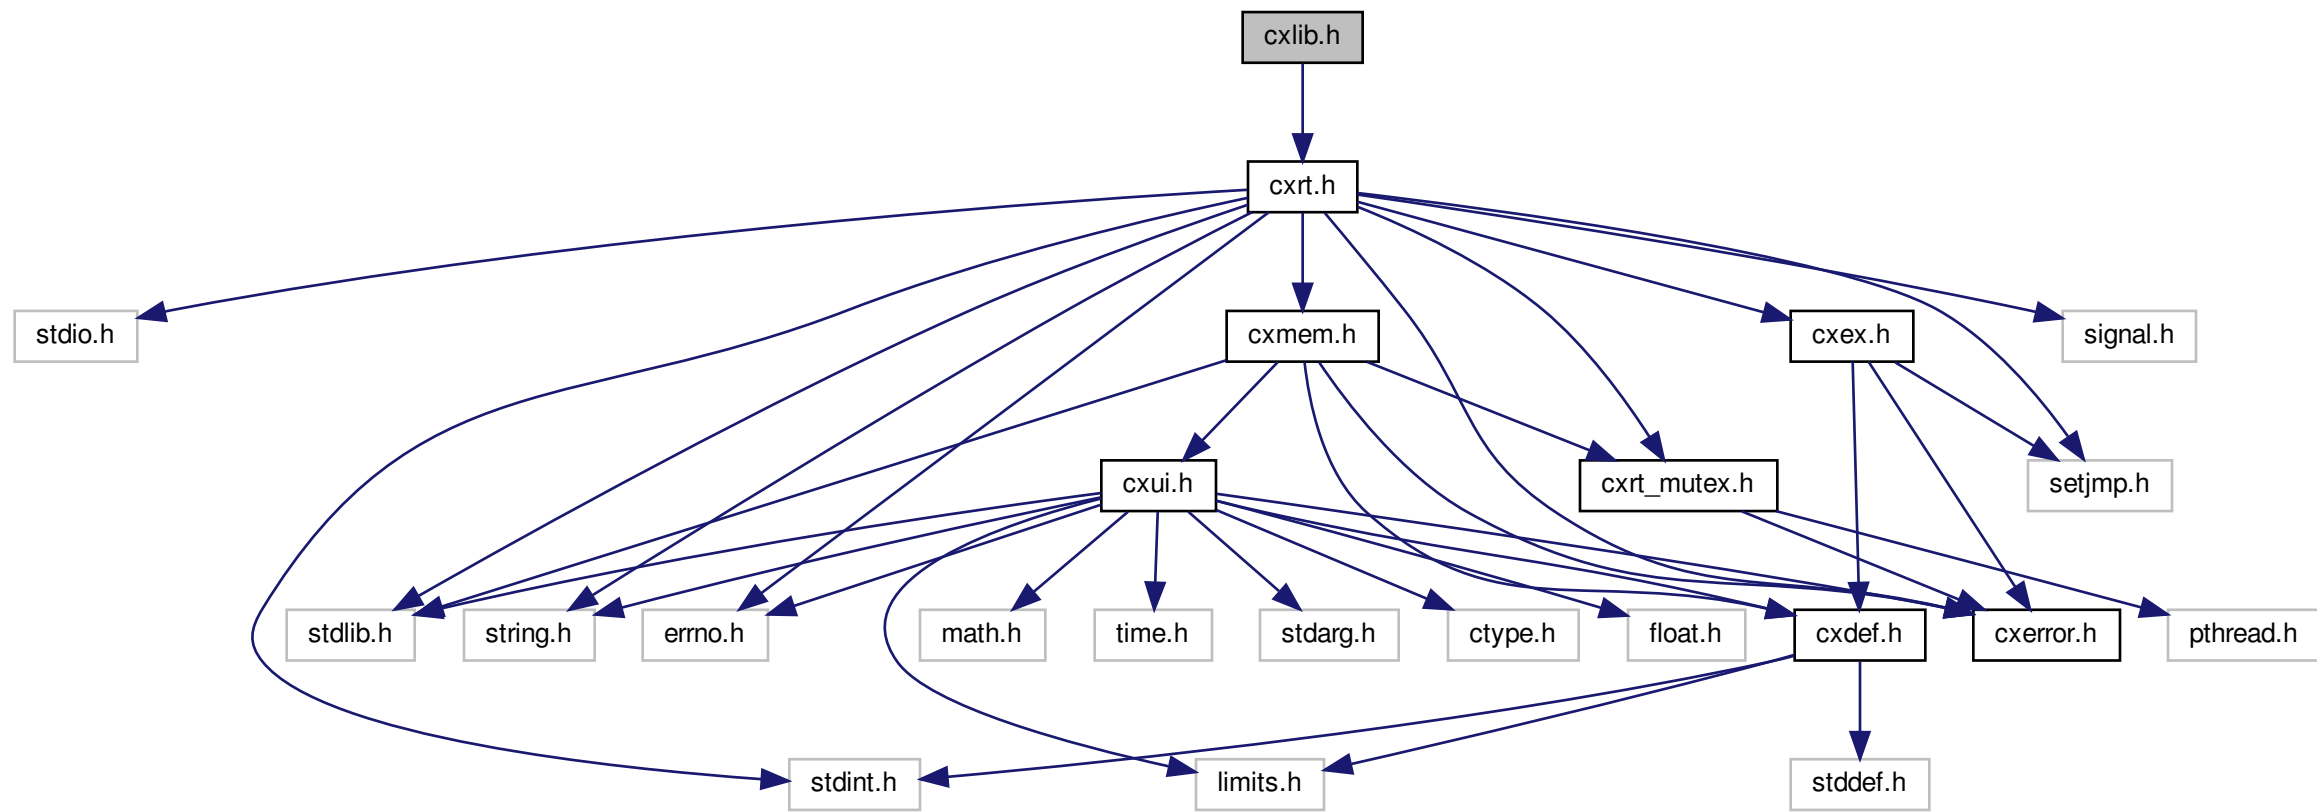 cxlib.h
cxrt.h
stdio.h
cxmem.h
cxex.h
signal.h
cxui.h
cxrt_mutex.h
setjmp.h
stdlib.h
string.h
errno.h
math.h
time.h
stdarg.h
ctype.h
float.h
cxdef.h
cxerror.h
pthread.h
stdint.h
limits.h
stddef.h